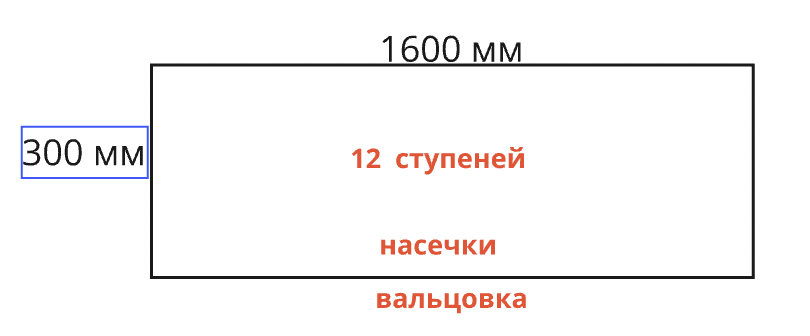 1600 мм
300 мм
12 ступеней
насечки
вальцовка